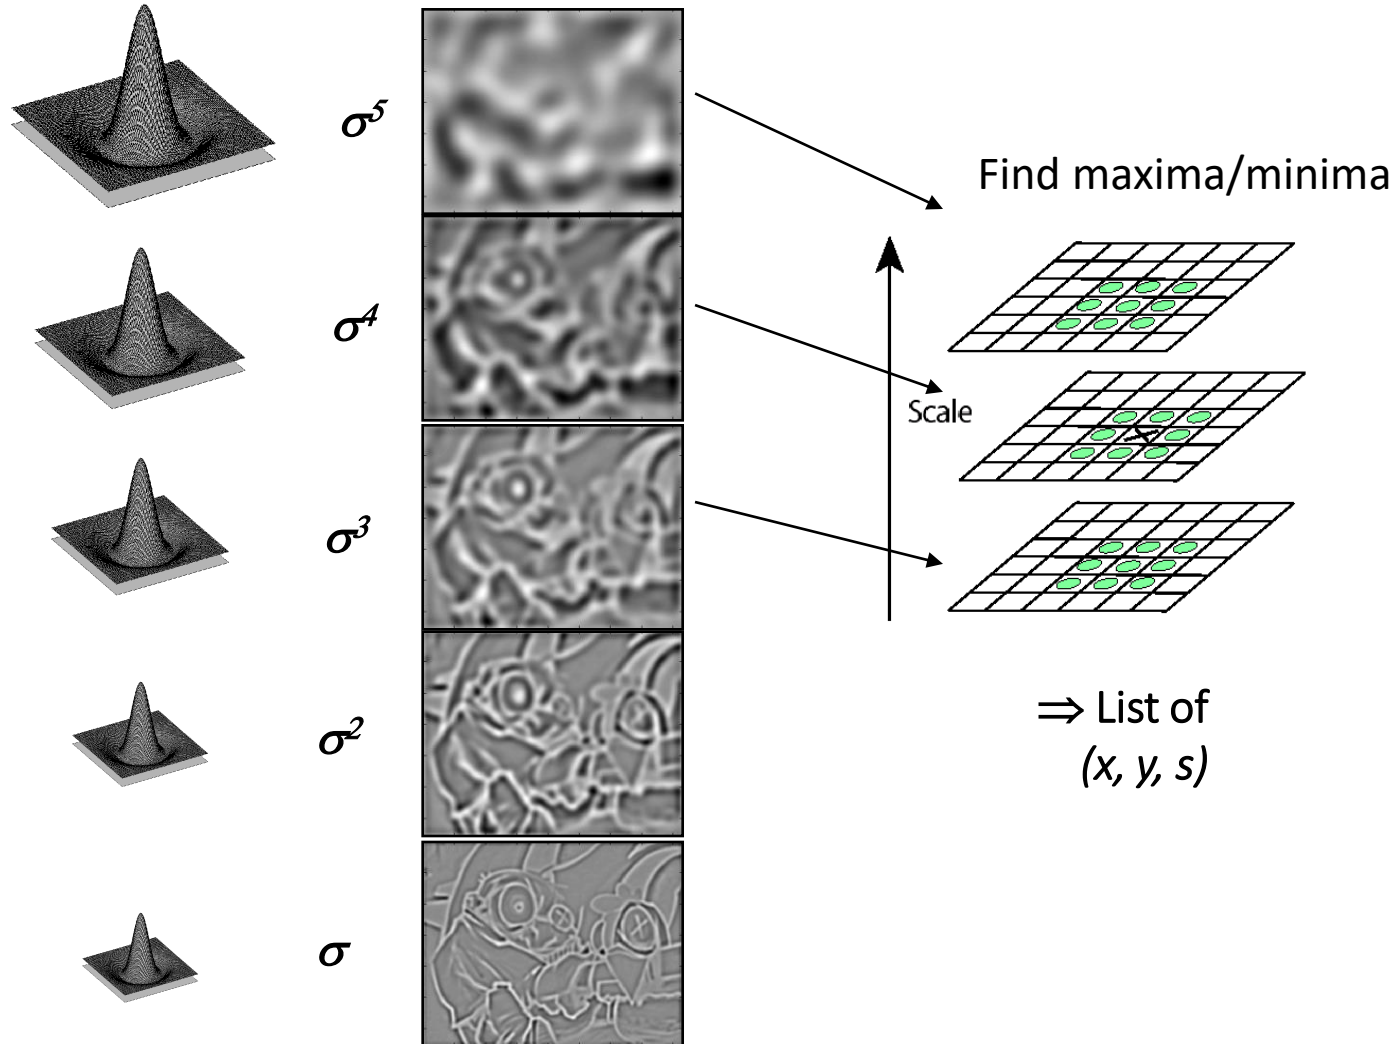 σ⁵
Find maxima/minima
σ⁴
Scale
σ³
⇒ List of
(x, y, s)
σ²
σ